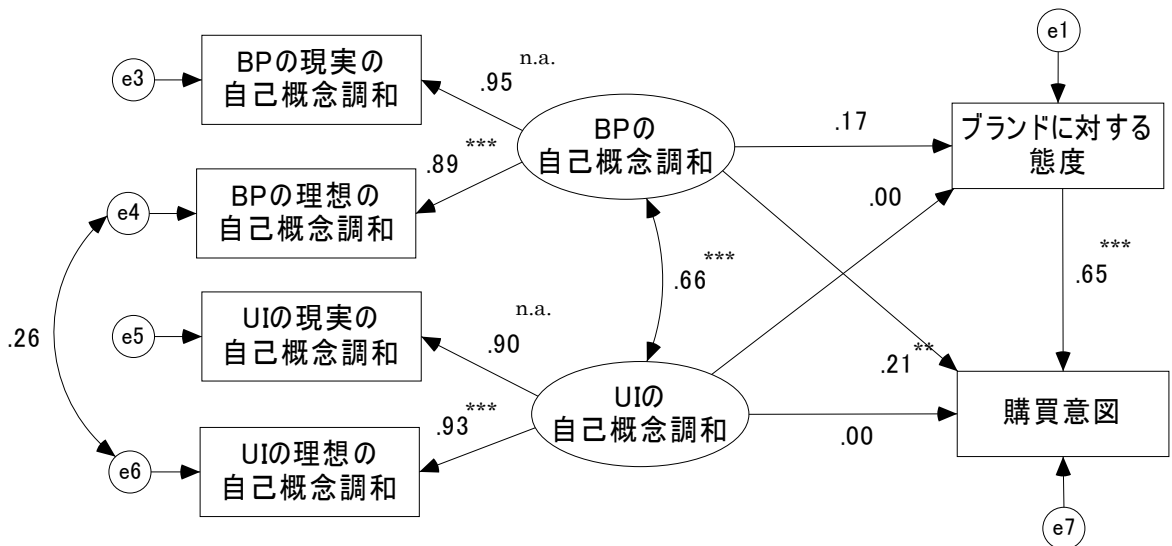 e1
BPの現実の
自己概念調和
e3
.95
n.a.
BPの
自己概念調和
.17
ブランドに対する
態度
.89
***
BPの理想の
自己概念調和
e4
.00
.66
***
.65
***
.26
UIの現実の
自己概念調和
e5
n.a.
.90
.21
**
購買意図
UIの
自己概念調和
.00
.93
***
UIの理想の
自己概念調和
e6
e7